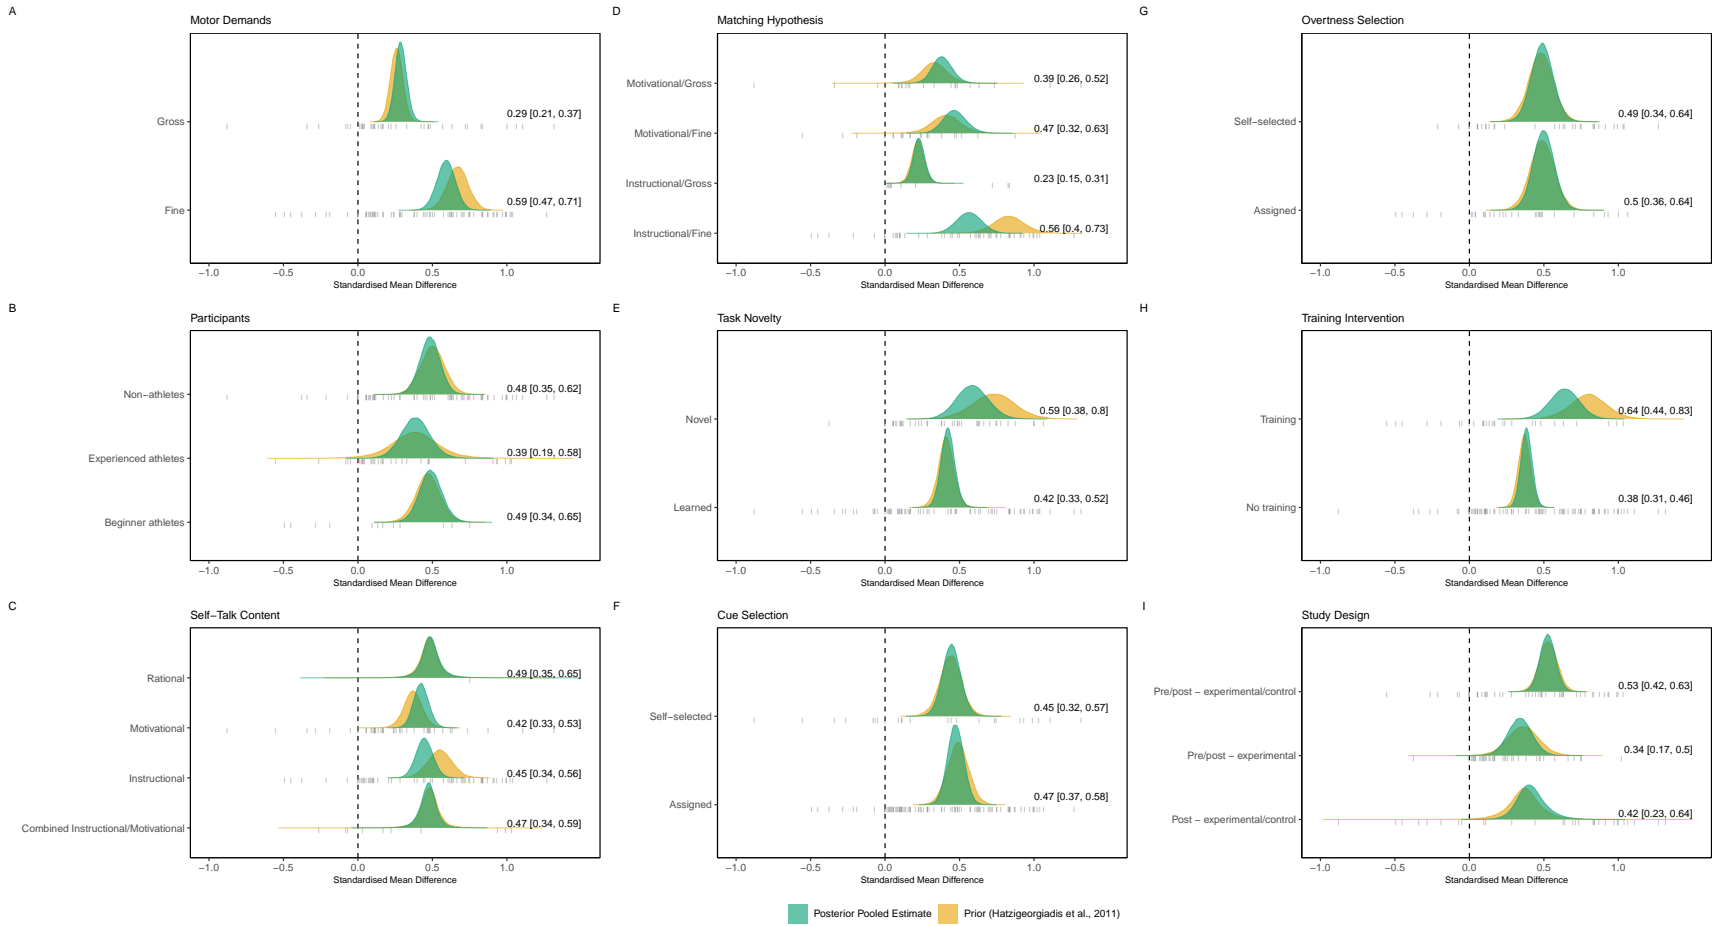 A
Motor Demands
Gross
0.29 [0.21, 0.37]
Fine
0.59 [0.47, 0.71]
−1.0 −0.5 0.0 0.5 1.0
Standardised Mean Difference
D
Matching Hypothesis
Motivational/Gross
0.39 [0.26, 0.52]
Motivational/Fine
0.47 [0.32, 0.63]
Instructional/Gross
0.23 [0.15, 0.31]
Instructional/Fine
0.56 [0.4, 0.73]
−1.0 −0.5 0.0 0.5 1.0
Standardised Mean Difference
G
Overtness Selection
Self−selected
0.49 [0.34, 0.64]
Assigned
0.5 [0.36, 0.64]
−1.0 −0.5 0.0 0.5 1.0
Standardised Mean Difference
B
Participants
Non−athletes
0.48 [0.35, 0.62]
Experienced athletes
0.39 [0.19, 0.58]
Beginner athletes
0.49 [0.34, 0.65]
−1.0 −0.5 0.0 0.5 1.0
Standardised Mean Difference
E
Task Novelty
Novel
0.59 [0.38, 0.8]
Learned
0.42 [0.33, 0.52]
−1.0 −0.5 0.0 0.5 1.0
Standardised Mean Difference
H
Training Intervention
Training
0.64 [0.44, 0.83]
No training
0.38 [0.31, 0.46]
−1.0 −0.5 0.0 0.5 1.0
Standardised Mean Difference
C
Self−Talk Content
Rational
0.49 [0.35, 0.65]
Motivational
0.42 [0.33, 0.53]
Instructional
0.45 [0.34, 0.56]
Combined Instructional/Motivational
0.47 [0.34, 0.59]
−1.0 −0.5 0.0 0.5 1.0
Standardised Mean Difference
F
Cue Selection
Self−selected
0.45 [0.32, 0.57]
Assigned
0.47 [0.37, 0.58]
−1.0 −0.5 0.0 0.5 1.0
Standardised Mean Difference
I
Study Design
Pre/post − experimental/control
0.53 [0.42, 0.63]
Pre/post − experimental
0.34 [0.17, 0.5]
Post − experimental/control
0.42 [0.23, 0.64]
−1.0 −0.5 0.0 0.5 1.0
Standardised Mean Difference
Posterior Pooled Estimate Prior (Hatzigeorgiadis et al., 2011)